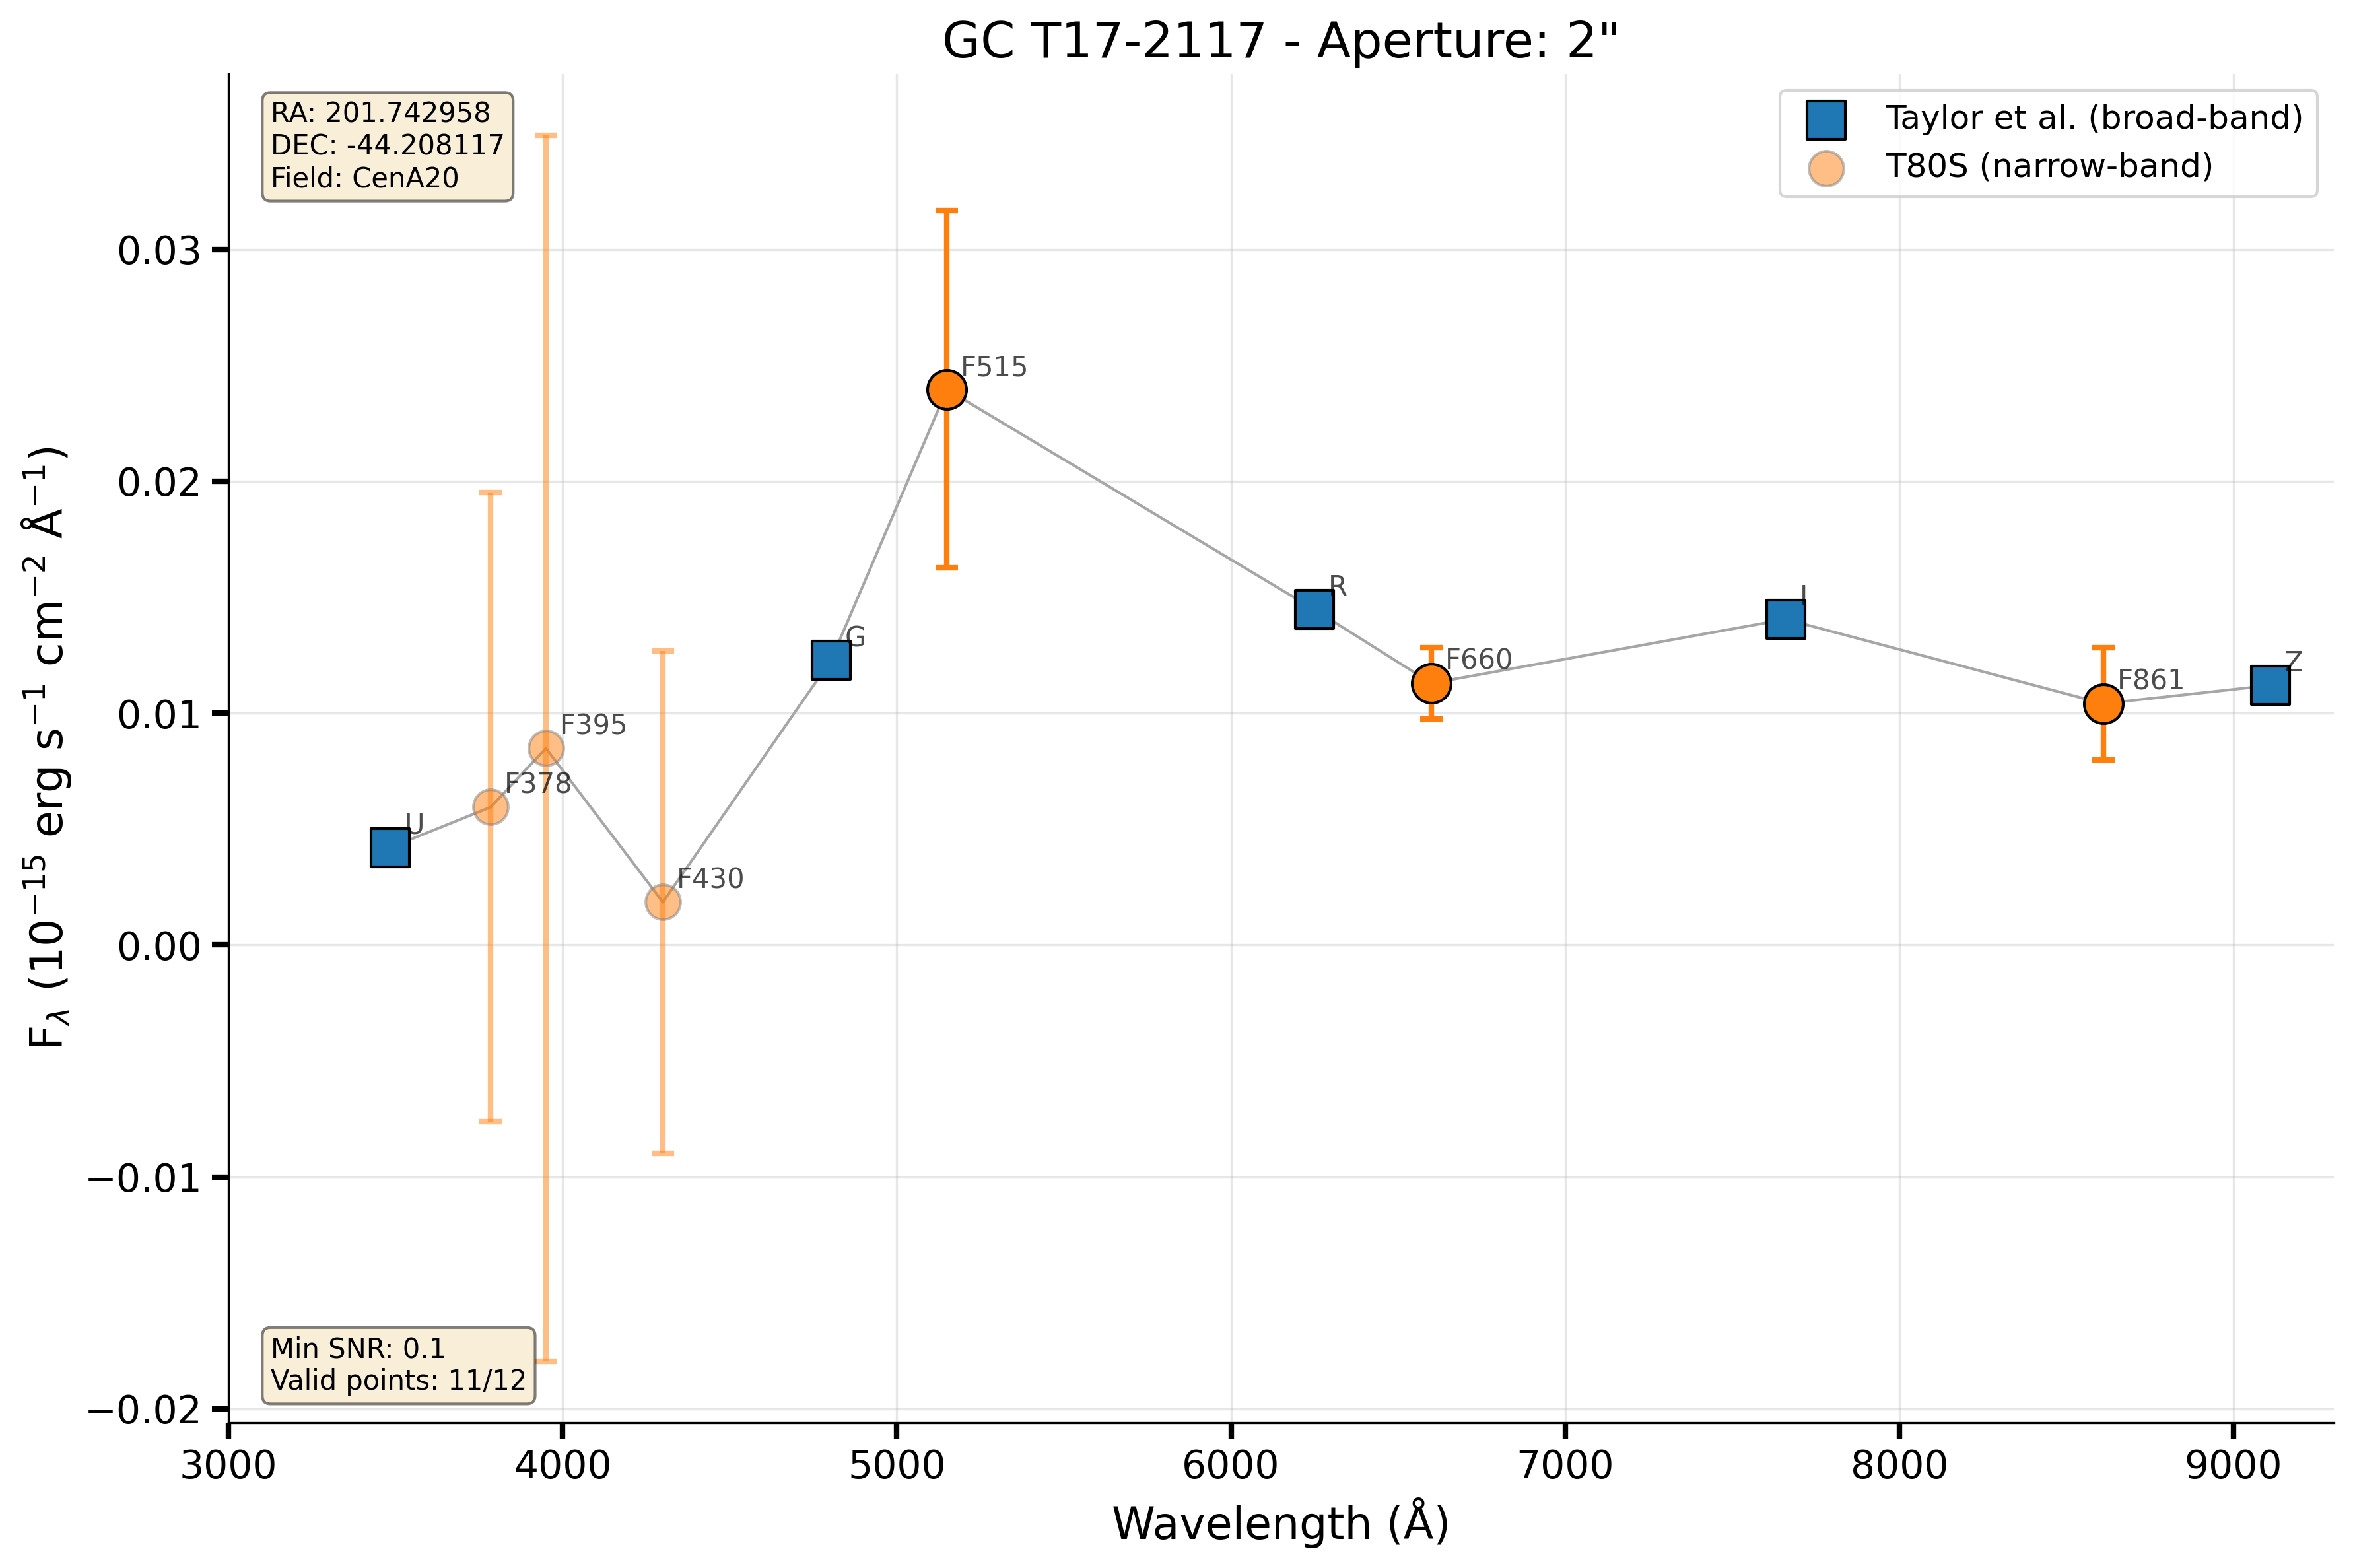 GC T17-2117 - Aperture: 2"
RA: 201.742958
DEC: -44.208117
Field: CenA20
Taylor et al. (broad-band)
T80S (narrow-band)
F_λ (10⁻¹⁵ erg s⁻¹ cm⁻² Å⁻¹)
0.03
0.02
0.01
0.00
−0.01
−0.02
U
F378
F395
F430
G
F515
R
F660
I
F861
Z
Min SNR: 0.1
Valid points: 11/12
3000 4000 5000 6000 7000 8000 9000
Wavelength (Å)